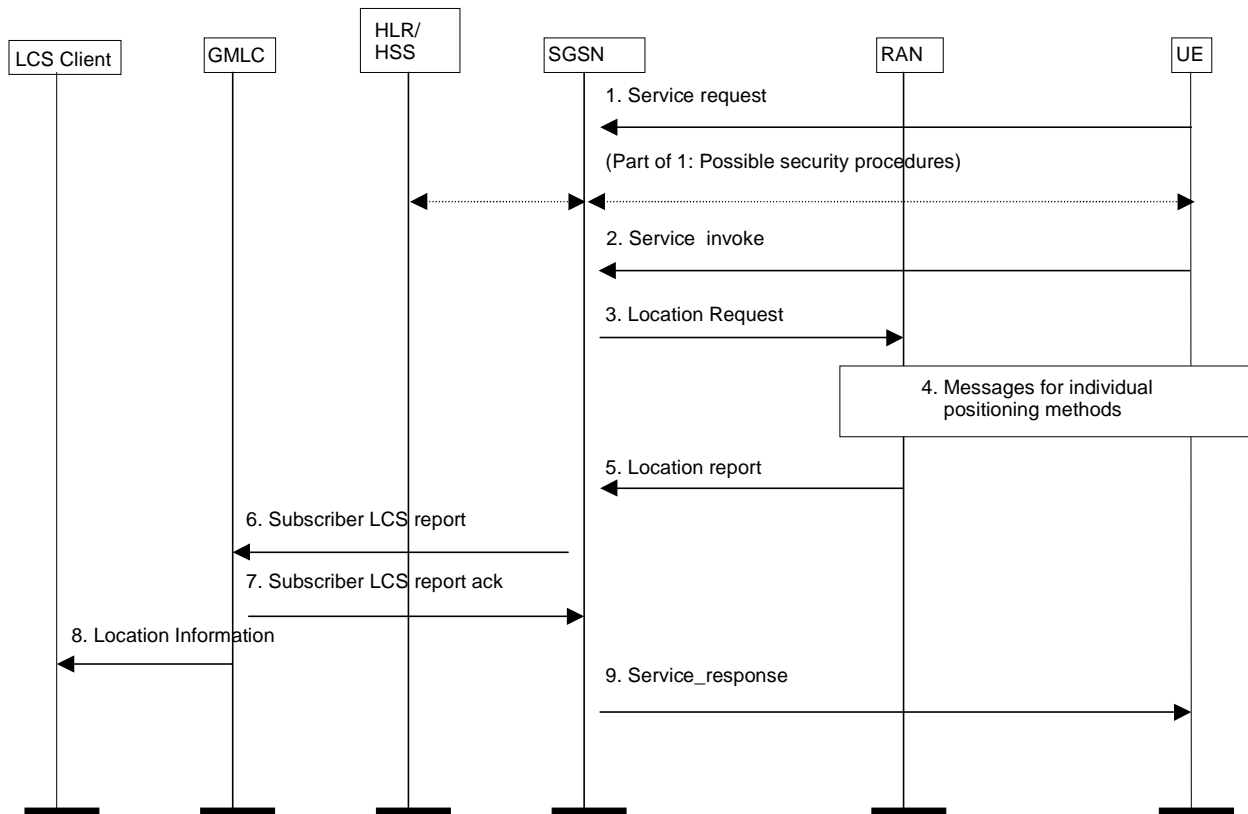 HLR/
HSS
LCS Client
GMLC
SGSN
RAN
UE
1. Service request
(Part of 1: Possible security procedures)
2. Service invoke
3. Location Request
4. Messages for individual
positioning methods
5. Location report
6. Subscriber LCS report
7. Subscriber LCS report ack
8. Location Information
9. Service_response